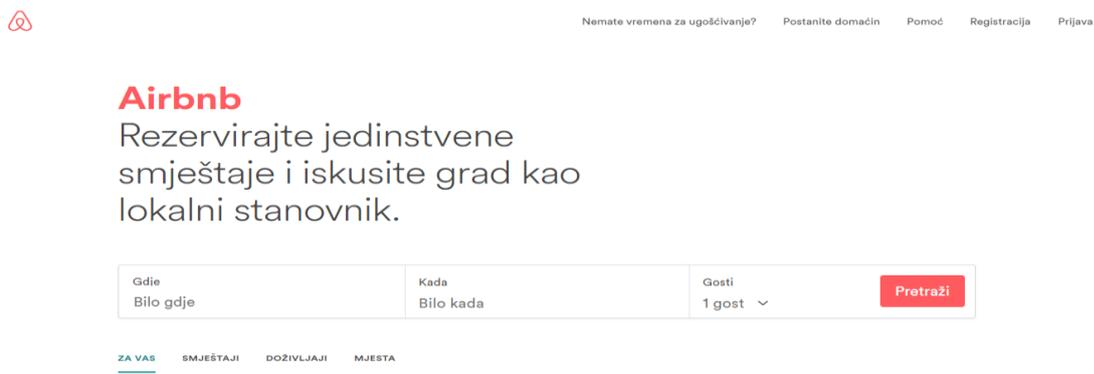 Nemate vremena za ugošćivanje? Postanite domaćin Pomoć Registracija Prijava
Airbnb
Rezervirajte jedinstvene
smještaje i iskusite grad kao
lokalni stanovnik.
Gdie Kada Gosti
Bilo gdje Bilo kada 1 gost Pretraži
ZA VAS SMJEŠTAJI DOŽIVLJAJI MJESTA